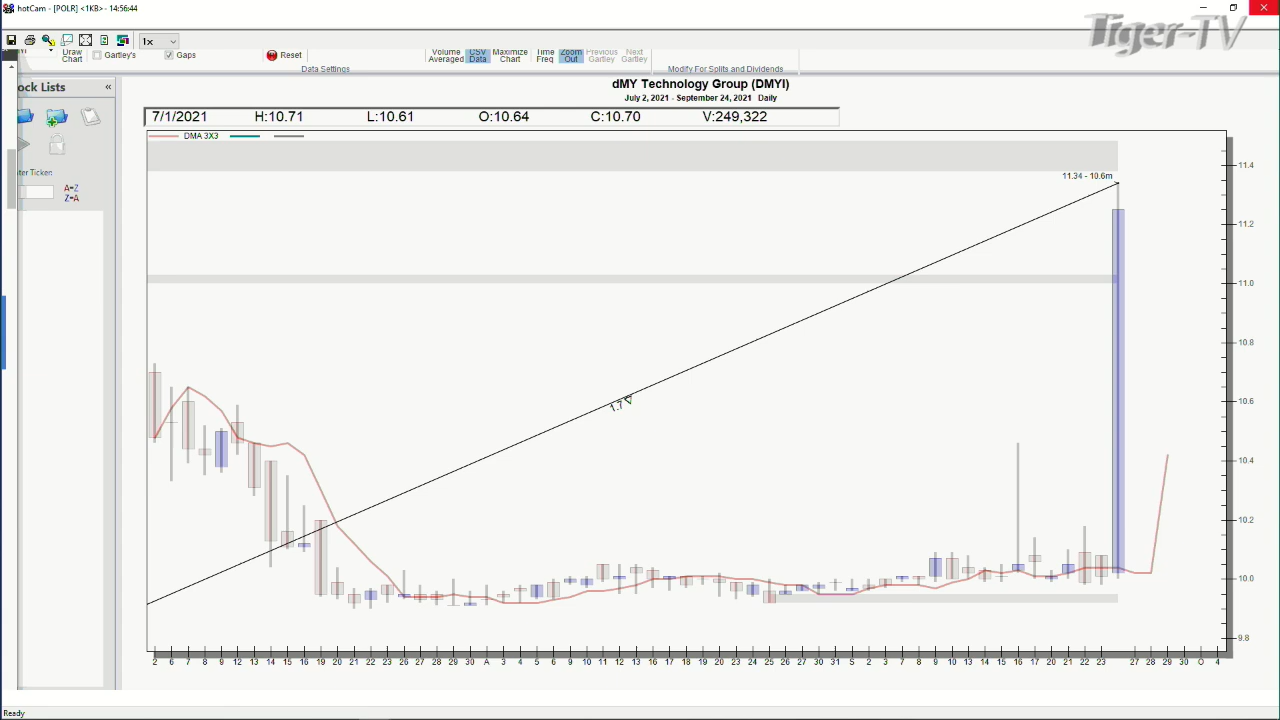 hotCam - [POLR] <1KB> - 14:56:44
Tiger-TV
1x
Draw Chart
Gartley's
Gaps
Reset
Volume Averaged
CSV Data
Maximize Chart
Time Freq
Zoom Out
Previous Gartley
Next Gartley
Data Settings
Modify For Splits and Dividends
ock Lists «
dMY Technology Group (DMYI)
July 2, 2021 - September 24, 2021 Daily
7/1/2021 H:10.71 L:10.61 O:10.64 C:10.70 V:249,322
DMA 3X3
ter Ticker:
A=Z
Z=A
11.34 - 10.6m
1.7
11.4
11.2
11.0
10.8
10.6
10.4
10.2
10.0
9.8
2 6 7 8 9 12 13 14 15 16 19 20 21 22 23 26 27 28 29 30 A 3 4 5 6 9 10 11 12 13 16 17 18 19 20 23 24 25 26 27 30 31 S 2 3 7 8 9 10 13 14 15 16 17 20 21 22 23 27 28 29 30 O 4
Ready